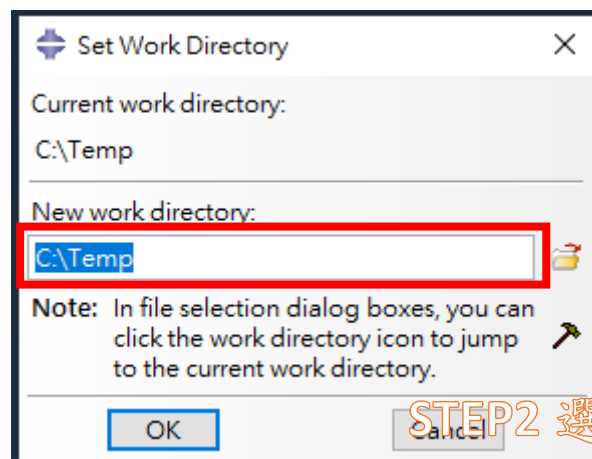 Set Work Directory
Current work directory:
C:\Temp
New work directory:
C:\Temp
Note: In file selection dialog boxes, you can
click the work directory icon to jump
to the current work directory.
OK
Cancel
STEP2 選